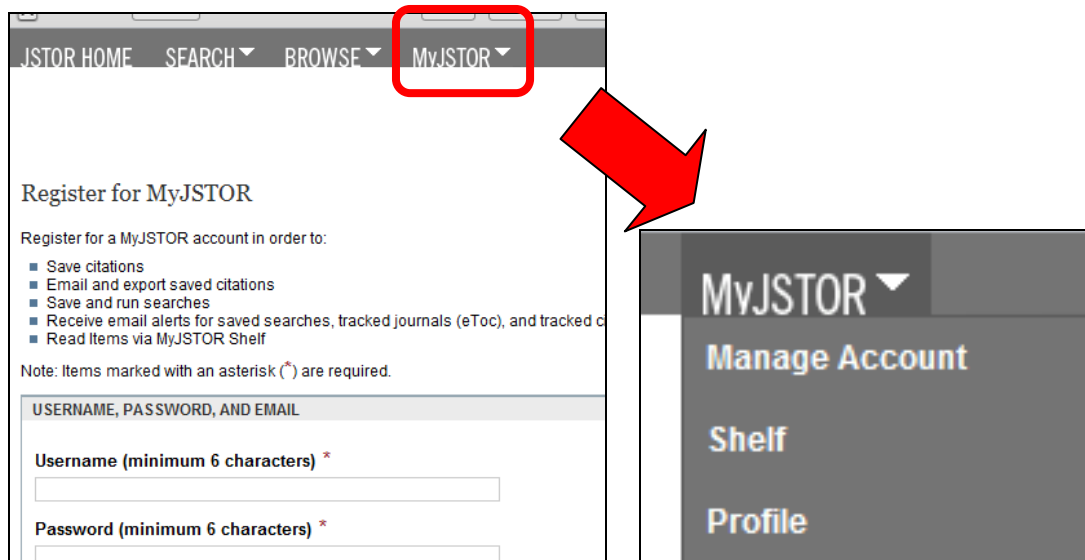 JSTOR HOME SEARCH BROWSE MyJSTOR
Register for MyJSTOR
Register for a MyJSTOR account in order to:
Save citations
Email and export saved citations
Save and run searches
Receive email alerts for saved searches, tracked journals (eToc), and tracked
Read Items via MyJSTOR Shelf
Note: Items marked with an asterisk (*) are required.
USERNAME, PASSWORD, AND EMAIL
Username (minimum 6 characters) *
Password (minimum 6 characters) *
MyJSTOR
Manage Account
Shelf
Profile